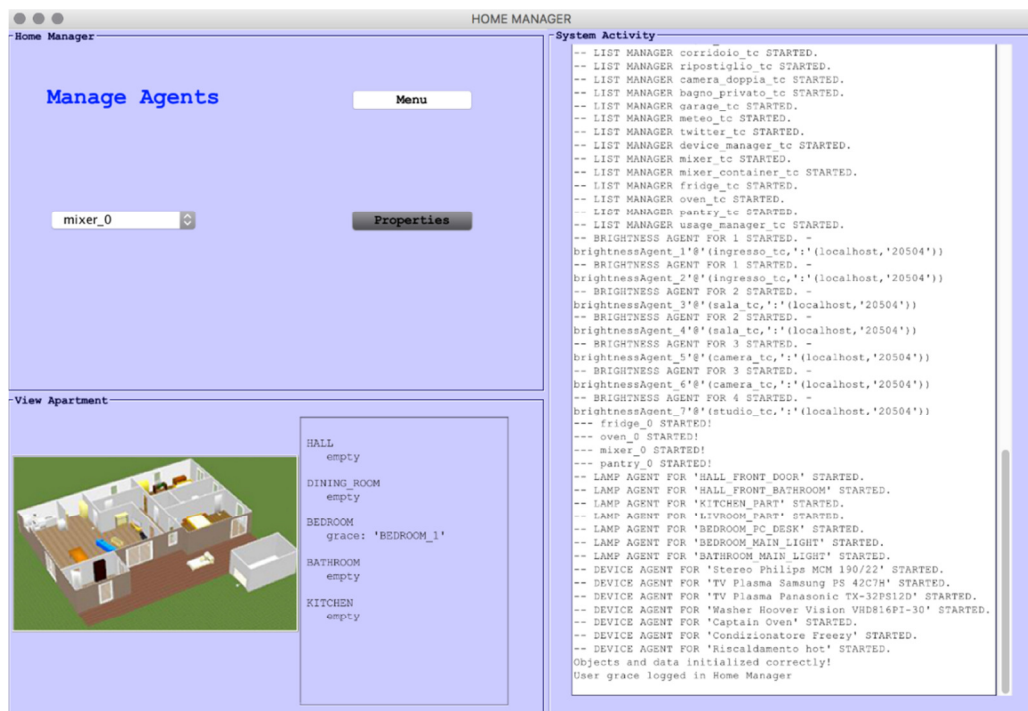 HOME MANAGER
Home Manager
Manage Agents
Menu
mixer_0
Properties
View Apartment
HALL
empty
DINING_ROOM
empty
BEDROOM
grace: 'BEDROOM_1'
BATHROOM
empty
KITCHEN
empty
System Activity
-- LIST MANAGER corridoio_tc STARTED.
-- LIST MANAGER ripostiglio_tc STARTED.
-- LIST MANAGER camera_doppia_tc STARTED.
-- LIST MANAGER bagno_privato_tc STARTED.
-- LIST MANAGER garage_tc STARTED.
-- LIST MANAGER meteo_tc STARTED.
-- LIST MANAGER twitter_tc STARTED.
-- LIST MANAGER device_manager_tc STARTED.
-- LIST MANAGER mixer_tc STARTED.
-- LIST MANAGER mixer_container_tc STARTED.
-- LIST MANAGER fridge_tc STARTED.
-- LIST MANAGER oven_tc STARTED.
-- LIST MANAGER pantry_tc STARTED.
-- LIST MANAGER usage_manager_tc STARTED.
-- BRIGHTNESS AGENT FOR 1 STARTED. -
brightnessAgent_1'@'(ingresso_tc,':'(localhost,'20504'))
-- BRIGHTNESS AGENT FOR 1 STARTED. -
brightnessAgent_2'@'(ingresso_tc,':'(localhost,'20504'))
-- BRIGHTNESS AGENT FOR 2 STARTED. -
brightnessAgent_3'@'(sala_tc,':'(localhost,'20504'))
-- BRIGHTNESS AGENT FOR 2 STARTED. -
brightnessAgent_4'@'(sala_tc,':'(localhost,'20504'))
-- BRIGHTNESS AGENT FOR 3 STARTED. -
brightnessAgent_5'@'(camera_tc,':'(localhost,'20504'))
-- BRIGHTNESS AGENT FOR 3 STARTED. -
brightnessAgent_6'@'(camera_tc,':'(localhost,'20504'))
-- BRIGHTNESS AGENT FOR 4 STARTED. -
brightnessAgent_7'@'(studio_tc,':'(localhost,'20504'))
--- fridge_0 STARTED!
--- oven_0 STARTED!
--- mixer_0 STARTED!
--- pantry_0 STARTED!
-- LAMP AGENT FOR 'HALL_FRONT_DOOR' STARTED.
-- LAMP AGENT FOR 'HALL_FRONT_BATHROOM' STARTED.
-- LAMP AGENT FOR 'KITCHEN_PART' STARTED.
-- LAMP AGENT FOR 'LIVROOM_PART' STARTED.
-- LAMP AGENT FOR 'BEDROOM_PC_DESK' STARTED.
-- LAMP AGENT FOR 'BEDROOM_MAIN_LIGHT' STARTED.
-- LAMP AGENT FOR 'BATHROOM_MAIN_LIGHT' STARTED.
-- DEVICE AGENT FOR 'Stereo Philips MCM 190/22' STARTED.
-- DEVICE AGENT FOR 'TV Plasma Samsung PS 42C7H' STARTED.
-- DEVICE AGENT FOR 'TV Plasma Panasonic TX-32PS12D' STARTED.
-- DEVICE AGENT FOR 'Washer Hoover Vision VHD816PI-30' STARTED.
-- DEVICE AGENT FOR 'Captain Oven' STARTED.
-- DEVICE AGENT FOR 'Condizionatore Freezy' STARTED.
-- DEVICE AGENT FOR 'Riscaldamento hot' STARTED.
Objects and data initialized correctly!
User grace logged in Home Manager